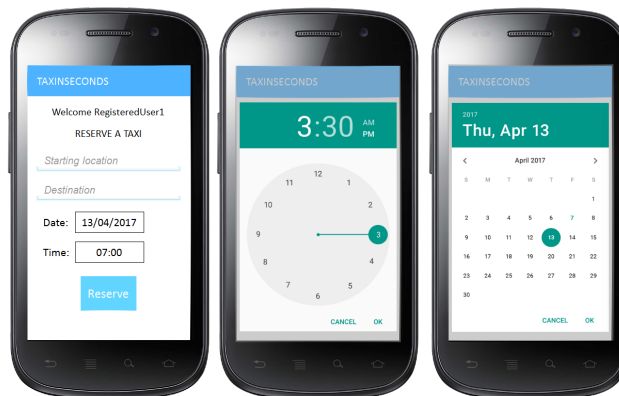 TAXINSECONDS
Welcome RegisteredUser1
RESERVE A TAXI
Starting location
Destination
Date: 13/04/2017
Time: 07:00
Reserve
TAXINSECONDS
3:30 AM
PM
12
11 1
10 2
9 3
8 4
7 5
6
CANCEL OK
TAXINSECONDS
2017
Thu, Apr 13
< April 2017 >
S M T W T F S
1
2 3 4 5 6 7 8
9 10 11 12 13 14 15
16 17 18 19 20 21 22
23 24 25 26 27 28 29
30
CANCEL OK